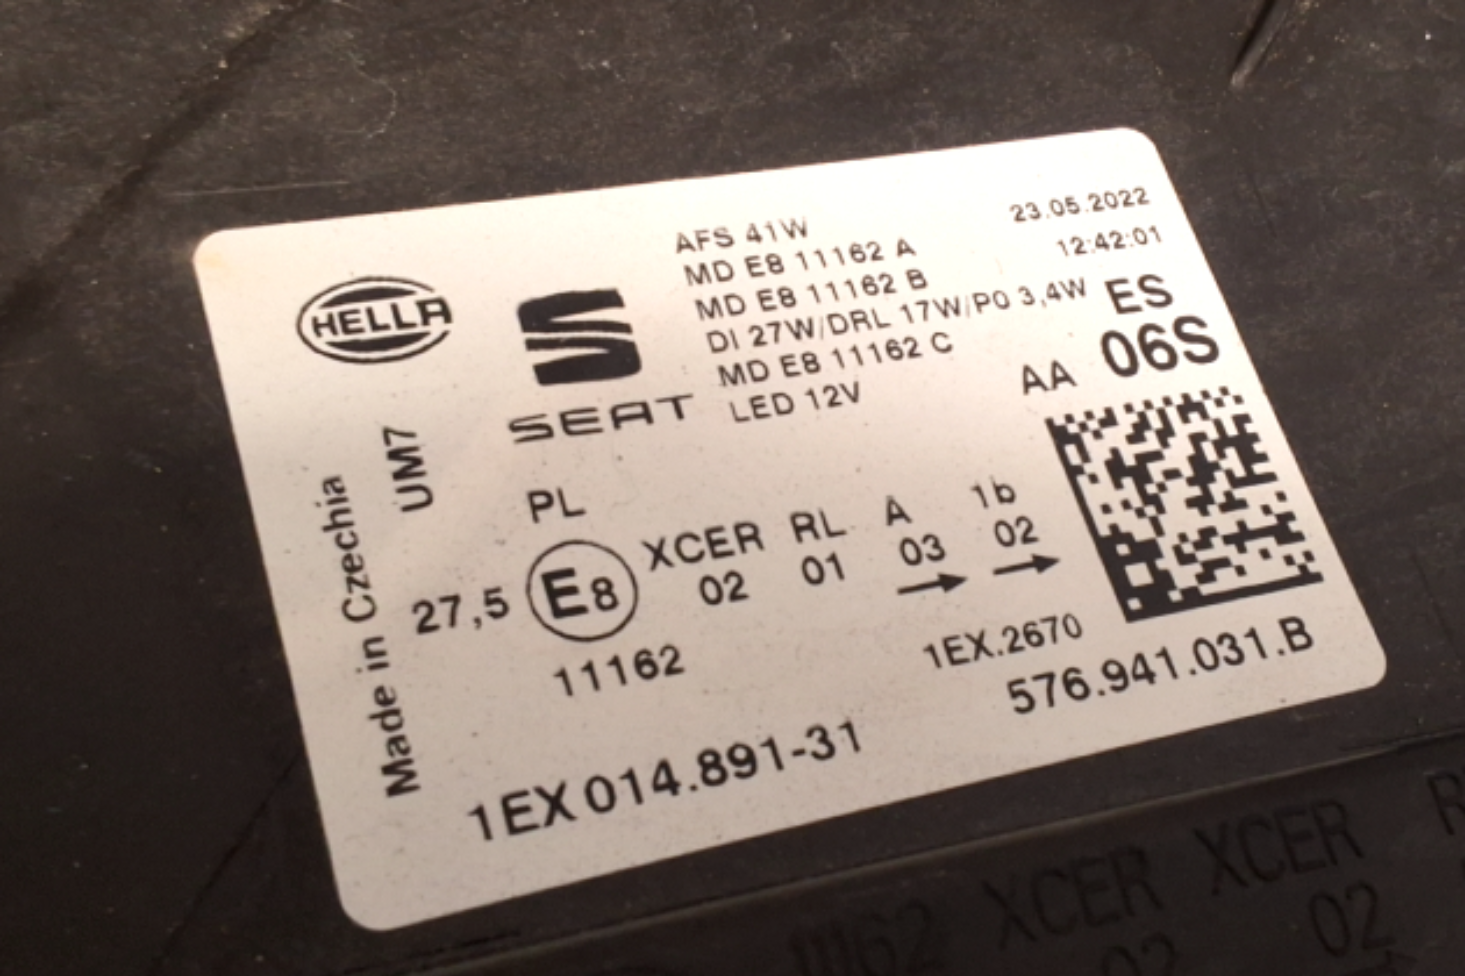 HELLA
SEAT
AFS 41W
MD E8 11162 A
MD E8 11162 B
DI 27W/DRL 17W/P0 3,4W
MD E8 11162 C
LED 12V
23.05.2022
12:42:01
ES
AA 06S
Made in Czechia
UM7
PL
27,5 E8 XCER RL A 1b
02 01 03 02
11162
1EX.2670
576.941.031.B
1EX 014.891-31
11162 XCER XCER
02 02